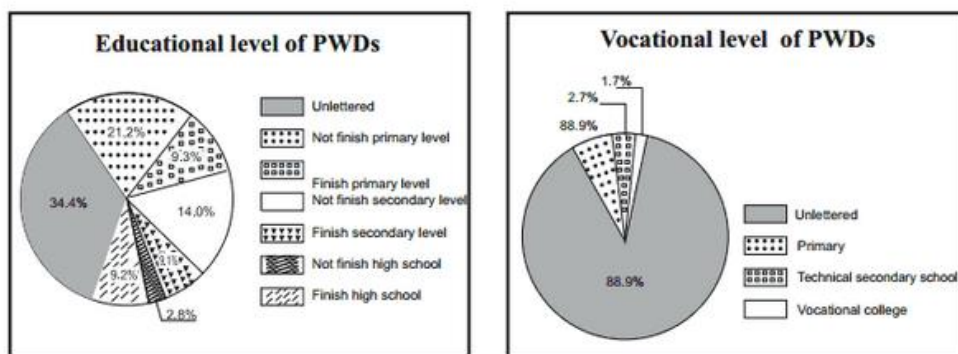 Educational level of PWDs
21.2%
9.3%
34.4%
14.0%
9.2%
9.1%
2.8%
Unlettered
Not finish primary level
Finish primary level
Not finish secondary level
Finish secondary level
Not finish high school
Finish high school
Vocational level of PWDs
1.7%
2.7%
88.9%
88.9%
Unlettered
Primary
Technical secondary school
Vocational college